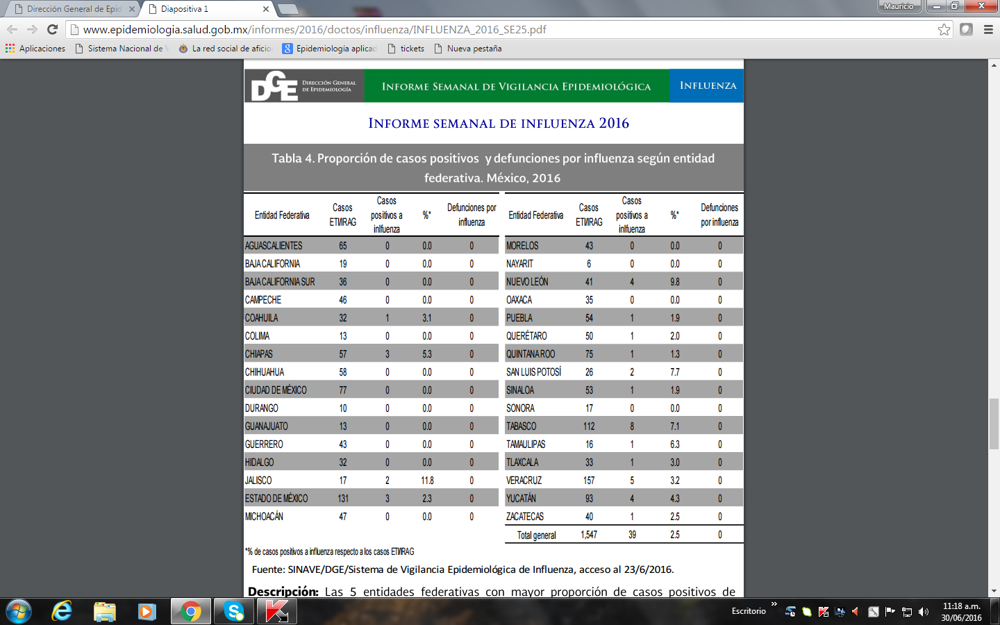 Dirección General de Epid
Diapositiva 1
Mauricio
www.epidemiologia.salud.gob.mx/informes/2016/doctos/influenza/INFLUENZA_2016_SE25.pdf
Aplicaciones
Sistema Nacional de V
La red social de aficio
Epidemiología aplicad
tickets
Nueva pestaña
DGE
DIRECCIÓN GENERAL
DE EPIDEMIOLOGÍA
INFORME SEMANAL DE VIGILANCIA EPIDEMIOLÓGICA
INFLUENZA
INFORME SEMANAL DE INFLUENZA 2016
Tabla 4. Proporción de casos positivos y defunciones por influenza según entidad
federativa. México, 2016
Entidad Federativa Casos ETI/IRAG Casos positivos a inlfuenza %* Defunciones por influenza
AGUASCALIENTES 65 0 0.0 0
BAJA CALIFORNIA 19 0 0.0 0
BAJA CALIFORNIA SUR 36 0 0.0 0
CAMPECHE 46 0 0.0 0
COAHUILA 32 1 3.1 0
COLIMA 13 0 0.0 0
CHIAPAS 57 3 5.3 0
CHIHUAHUA 58 0 0.0 0
CIUDAD DE MÉXICO 77 0 0.0 0
DURANGO 10 0 0.0 0
GUANAJUATO 13 0 0.0 0
GUERRERO 43 0 0.0 0
HIDALGO 32 0 0.0 0
JALISCO 17 2 11.8 0
ESTADO DE MÉXICO 131 3 2.3 0
MICHOACÁN 47 0 0.0 0
Entidad Federativa Casos ETI/IRAG Casos positivos a inlfuenza %* Defunciones por influenza
MORELOS 43 0 0.0 0
NAYARIT 6 0 0.0 0
NUEVO LEÓN 41 4 9.8 0
OAXACA 35 0 0.0 0
PUEBLA 54 1 1.9 0
QUERÉTARO 50 1 2.0 0
QUINTANA ROO 75 1 1.3 0
SAN LUIS POTOSÍ 26 2 7.7 0
SINALOA 53 1 1.9 0
SONORA 17 0 0.0 0
TABASCO 112 8 7.1 0
TAMAULIPAS 16 1 6.3 0
TLAXCALA 33 1 3.0 0
VERACRUZ 157 5 3.2 0
YUCATÁN 93 4 4.3 0
ZACATECAS 40 1 2.5 0
Total general 1,547 39 2.5 0
*% de casos positivos a influenza respecto a los casos ETI/IRAG
Fuente: SINAVE/DGE/Sistema de Vigilancia Epidemiológica de Influenza, acceso al 23/6/2016.
Descripción: Las 5 entidades federativas con mayor proporción de casos positivos de
Escritorio
11:18 a.m.
30/06/2016